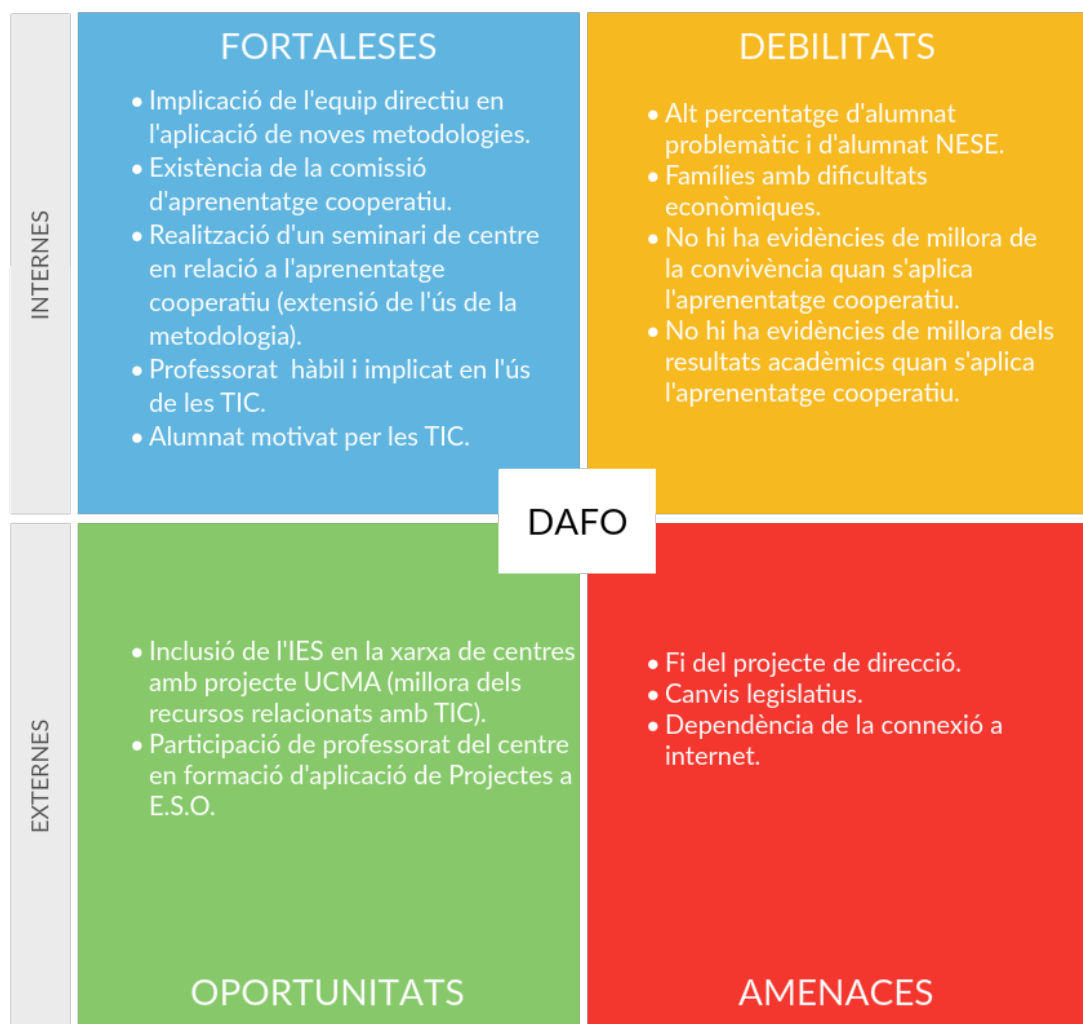 INTERNES
FORTALESES
• Implicació de l'equip directiu en
l'aplicació de noves metodologies.
• Existència de la comissió
d'aprenentatge cooperatiu.
• Realització d'un seminari de centre
en relació a l'aprenentatge
cooperatiu (extensió de l'ús de la
metodologia).
• Professorat  hàbil i implicat en l'ús
de les TIC.
• Alumnat motivat per les TIC.
DEBILITATS
• Alt percentatge d'alumnat
problemàtic i d'alumnat NESE.
• Famílies amb dificultats
econòmiques.
• No hi ha evidències de millora de
la convivència quan s'aplica
l'aprenentatge cooperatiu.
• No hi ha evidències de millora dels
resultats acadèmics quan s'aplica
l'aprenentatge cooperatiu.
DAFO
EXTERNES
• Inclusió de l'IES en la xarxa de centres
amb projecte UCMA (millora dels
recursos relacionats amb TIC).
• Participació de professorat del centre
en formació d'aplicació de Projectes a
E.S.O.
OPORTUNITATS
• Fi del projecte de direcció.
• Canvis legislatius.
• Dependència de la connexió a
internet.
AMENACES